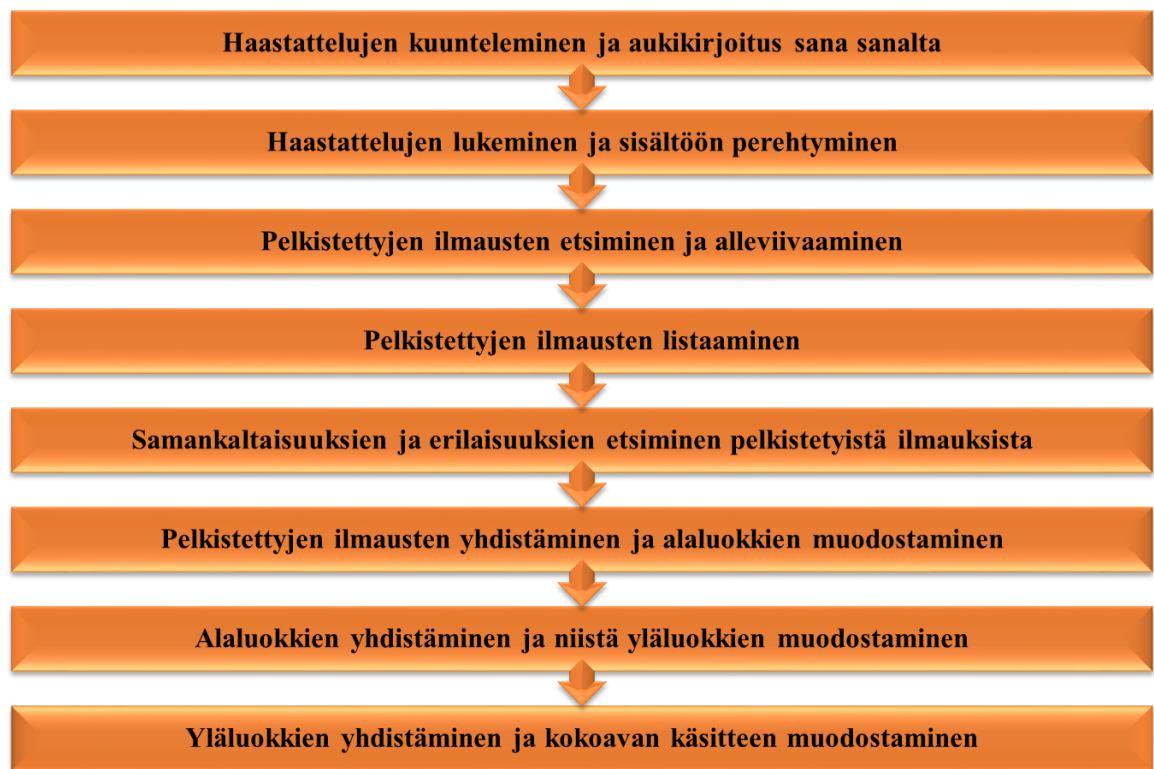 Haastattelujen kuunteleminen ja aukikirjoitus sana sanalta
Haastattelujen lukeminen ja sisältöön perehtyminen
Pelkistettyjen ilmausten etsiminen ja alleviivaaminen
Pelkistettyjen ilmausten listaaminen
Samankaltaisuuksien ja erilaisuuksien etsiminen pelkistetyistä ilmauksista
Pelkistettyjen ilmausten yhdistäminen ja alaluokkien muodostaminen
Alaluokkien yhdistäminen ja niistä yläluokkien muodostaminen
Yläluokkien yhdistäminen ja kokoavan käsitteen muodostaminen